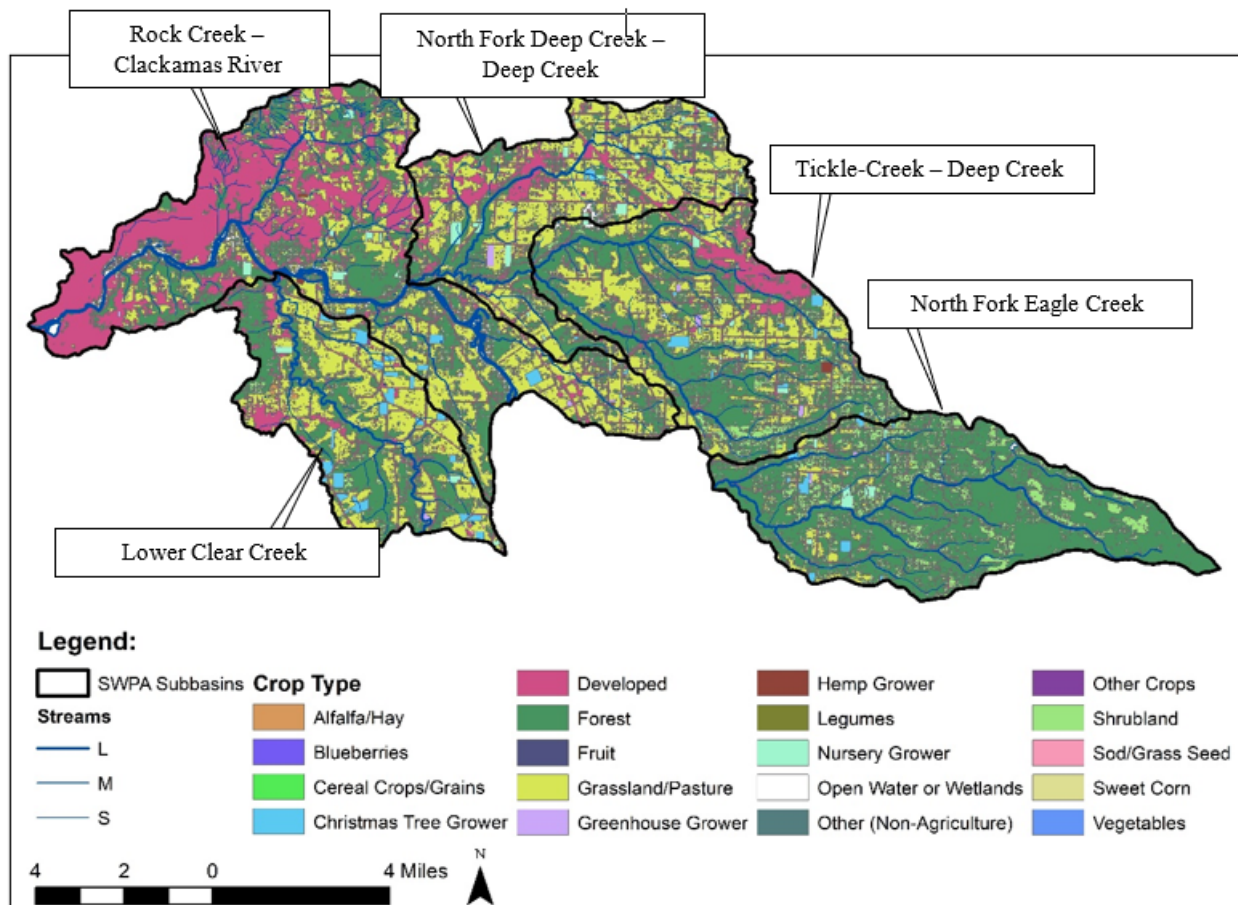 Rock Creek –
Clackamas River
North Fork Deep Creek –
Deep Creek
Tickle-Creek – Deep Creek
North Fork Eagle Creek
Lower Clear Creek
Legend:
SWPA Subbasins
Streams
L
M
S
Crop Type
Alfalfa/Hay
Blueberries
Cereal Crops/Grains
Christmas Tree Grower
Developed
Forest
Fruit
Grassland/Pasture
Greenhouse Grower
Hemp Grower
Legumes
Nursery Grower
Open Water or Wetlands
Other (Non-Agriculture)
Other Crops
Shrubland
Sod/Grass Seed
Sweet Corn
Vegetables
4 2 0 4 Miles
N